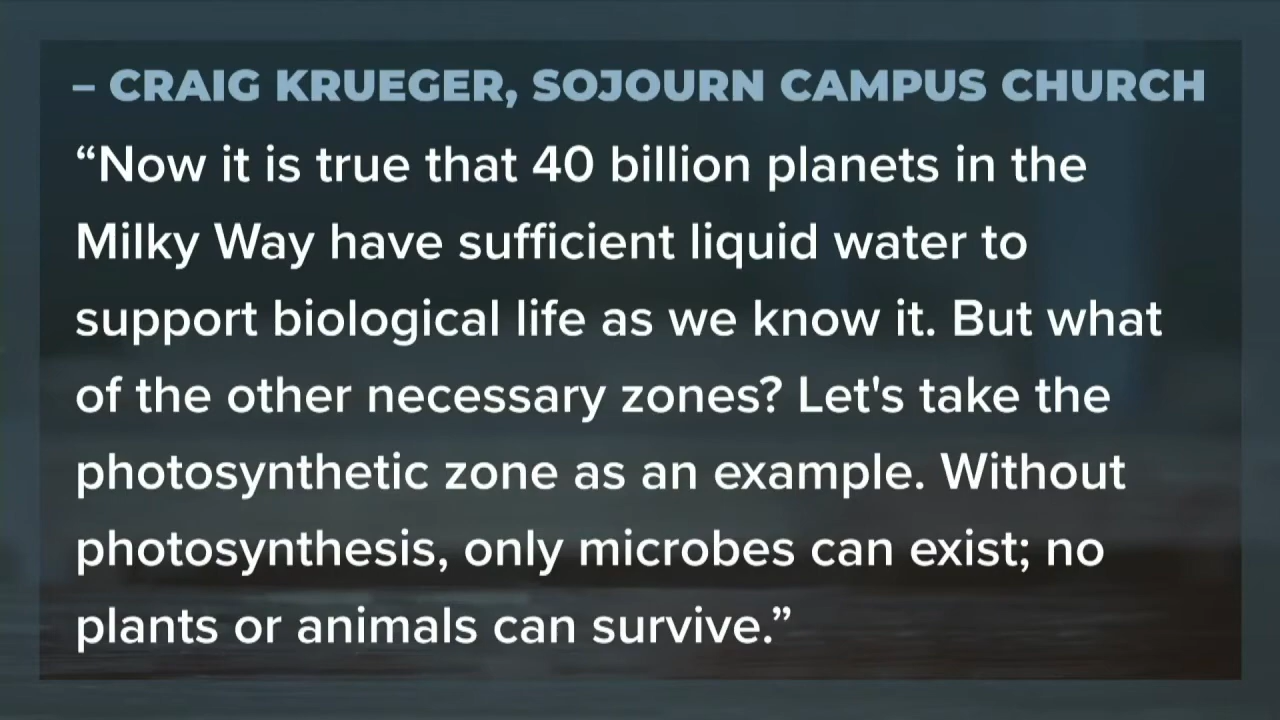 – CRAIG KRUEGER, SOJOURN CAMPUS CHURCH
“Now it is true that 40 billion planets in the
Milky Way have sufficient liquid water to
support biological life as we know it. But what
of the other necessary zones? Let's take the
photosynthetic zone as an example. Without
photosynthesis, only microbes can exist; no
plants or animals can survive.”